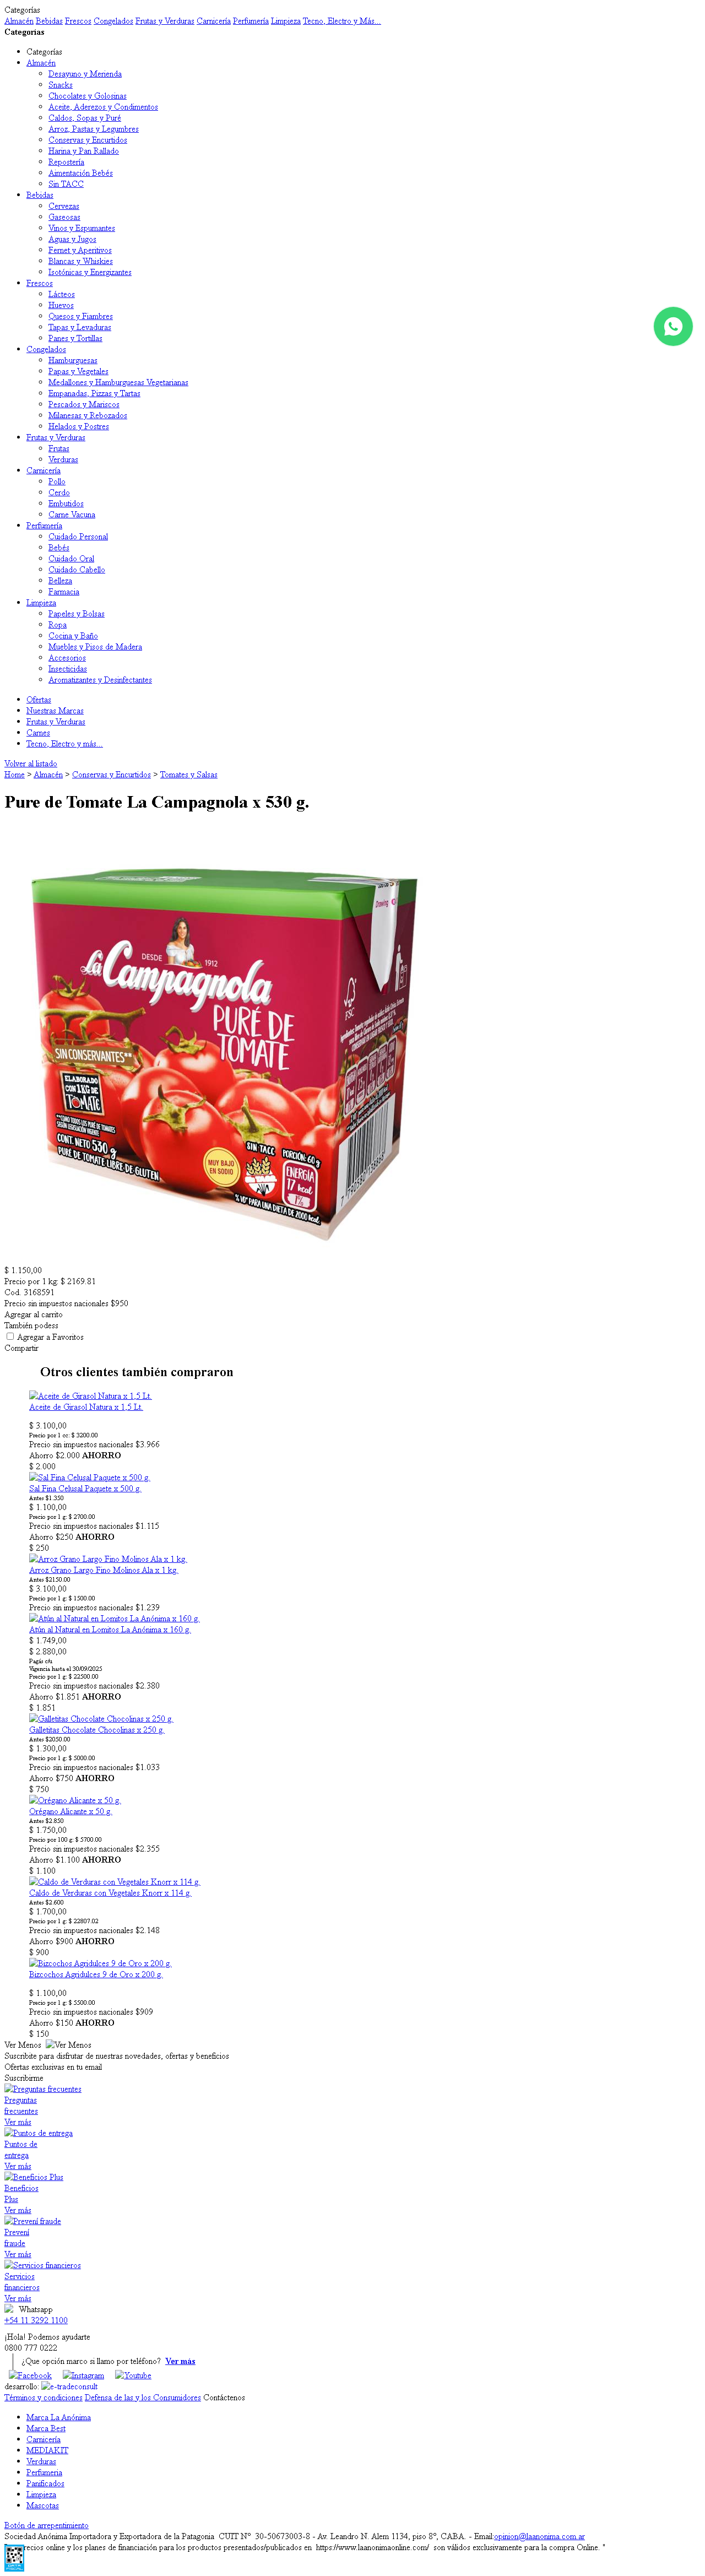 Categorías
Almacén Bebidas Frescos Congelados Frutas y Verduras Carnicería Perfumería Limpieza Tecno, Electro y Más...
Categorias
Categorías
Almacén
Desayuno y Merienda
Snacks
Chocolates y Golosinas
Aceite, Aderezos y Condimentos
Caldos, Sopas y Puré
Arroz, Pastas y Legumbres
Conservas y Encurtidos
Harina y Pan Rallado
Repostería
Aimentación Bebés
Sin TACC
Bebidas
Cervezas
Gaseosas
Vinos y Espumantes
Aguas y Jugos
Fernet y Aperitivos
Blancas y Whiskies
Isotónicas y Energizantes
Frescos
Lácteos
Huevos
Quesos y Fiambres
Tapas y Levaduras
Panes y Tortillas
Congelados
Hamburguesas
Papas y Vegetales
Medallones y Hamburguesas Vegetarianas
Empanadas, Pizzas y Tartas
Pescados y Mariscos
Milanesas y Rebozados
Helados y Postres
Frutas y Verduras
Frutas
Verduras
Carnicería
Pollo
Cerdo
Embutidos
Carne Vacuna
Perfumería
Cuidado Personal
Bebés
Cuidado Oral
Cuidado Cabello
Belleza
Farmacia
Limpieza
Papeles y Bolsas
Ropa
Cocina y Baño
Muebles y Pisos de Madera
Accesorios
Insecticidas
Aromatizantes y Desinfectantes
Ofertas
Nuestras Marcas
Frutas y Verduras
Carnes
Tecno, Electro y más...
Volver al listado
Home > Almacén > Conservas y Encurtidos > Tomates y Salsas
Pure de Tomate La Campagnola x 530 g.
DESDE 1912
La Campagnola
PURÉ DE
TOMATE
SIN CONSERVANTES**
ELABORADO
CON 1KG DE
TOMATE
CONT. NETO 530 g
PURÉ DE TOMATE LIBRE DE GLUTEN
MUY BAJO
EN SODIO
SIN TACC
PORCIÓN: 60 g
ENERGÍA
17 kcal
1%
%VD* PARA UNA DIETA DE 2000
FSC
$ 1.150,00
Precio por 1 kg: $ 2169.81
Cod. 3168591
Precio sin impuestos nacionales $950
Agregar al carrito
También podess
Agregar a Favoritos
Compartir
Otros clientes también compraron
Aceite de Girasol Natura x 1,5 Lt.
Aceite de Girasol Natura x 1,5 Lt.
$ 3.100,00
Precio por 1 cc: $ 3200.00
Precio sin impuestos nacionales $3.966
Ahorro $2.000 AHORRO
$ 2.000
Sal Fina Celusal Paquete x 500 g.
Sal Fina Celusal Paquete x 500 g.
Antes $1.350
$ 1.100,00
Precio por 1 g: $ 2700.00
Precio sin impuestos nacionales $1.115
Ahorro $250 AHORRO
$ 250
Arroz Grano Largo Fino Molinos Ala x 1 kg.
Arroz Grano Largo Fino Molinos Ala x 1 kg.
Antes $2150.00
$ 3.100,00
Precio por 1 g: $ 1500.00
Precio sin impuestos nacionales $1.239
Atún al Natural en Lomitos La Anónima x 160 g.
Atún al Natural en Lomitos La Anónima x 160 g.
$ 1.749,00
$ 2.880,00
Pagás c/u
Vigencia hasta el 30/09/2025
Precio por 1 g: $ 22500.00
Precio sin impuestos nacionales $2.380
Ahorro $1.851 AHORRO
$ 1.851
Galletitas Chocolate Chocolinas x 250 g.
Galletitas Chocolate Chocolinas x 250 g.
Antes $2050.00
$ 1.300,00
Precio por 1 g: $ 5000.00
Precio sin impuestos nacionales $1.033
Ahorro $750 AHORRO
$ 750
Orégano Alicante x 50 g.
Orégano Alicante x 50 g.
Antes $2.850
$ 1.750,00
Precio por 100 g: $ 5700.00
Precio sin impuestos nacionales $2.355
Ahorro $1.100 AHORRO
$ 1.100
Caldo de Verduras con Vegetales Knorr x 114 g.
Caldo de Verduras con Vegetales Knorr x 114 g.
Antes $2.600
$ 1.700,00
Precio por 1 g: $ 22807.02
Precio sin impuestos nacionales $2.148
Ahorro $900 AHORRO
$ 900
Bizcochos Agridulces 9 de Oro x 200 g.
Bizcochos Agridulces 9 de Oro x 200 g.
$ 1.100,00
Precio por 1 g: $ 5500.00
Precio sin impuestos nacionales $909
Ahorro $150 AHORRO
$ 150
Ver Menos Ver Menos
Suscribite para disfrutar de nuestras novedades, ofertas y beneficios
Ofertas exclusivas en tu email
Suscribirme
Preguntas frecuentes
Preguntas
frecuentes
Ver más
Puntos de entrega
Puntos de
entrega
Ver más
Beneficios Plus
Beneficios
Plus
Ver más
Prevení fraude
Prevení
fraude
Ver más
Servicios financieros
Servicios
financieros
Ver más
Whatsapp
+54 11 3292 1100
¡Hola! Podemos ayudarte
0800 777 0222
¿Que opción marco si llamo por teléfono? Ver más
Facebook Instagram Youtube
desarrollo: e-tradeconsult
Términos y condiciones Defensa de las y los Consumidores Contáctenos
Marca La Anónima
Marca Best
Carnicería
MEDIAKIT
Verduras
Perfumeria
Panificados
Limpieza
Mascotas
Botón de arrepentimiento
Sociedad Anónima Importadora y Exportadora de la Patagonia CUIT Nº 30-50673003-8 - Av. Leandro N. Alem 1134, piso 8º, CABA. - Email:opinion@laanonima.com.ar
recios online y los planes de financiación para los productos presentados/publicados en https://www.laanonimaonline.com/ son válidos exclusivamente para la compra Online. "